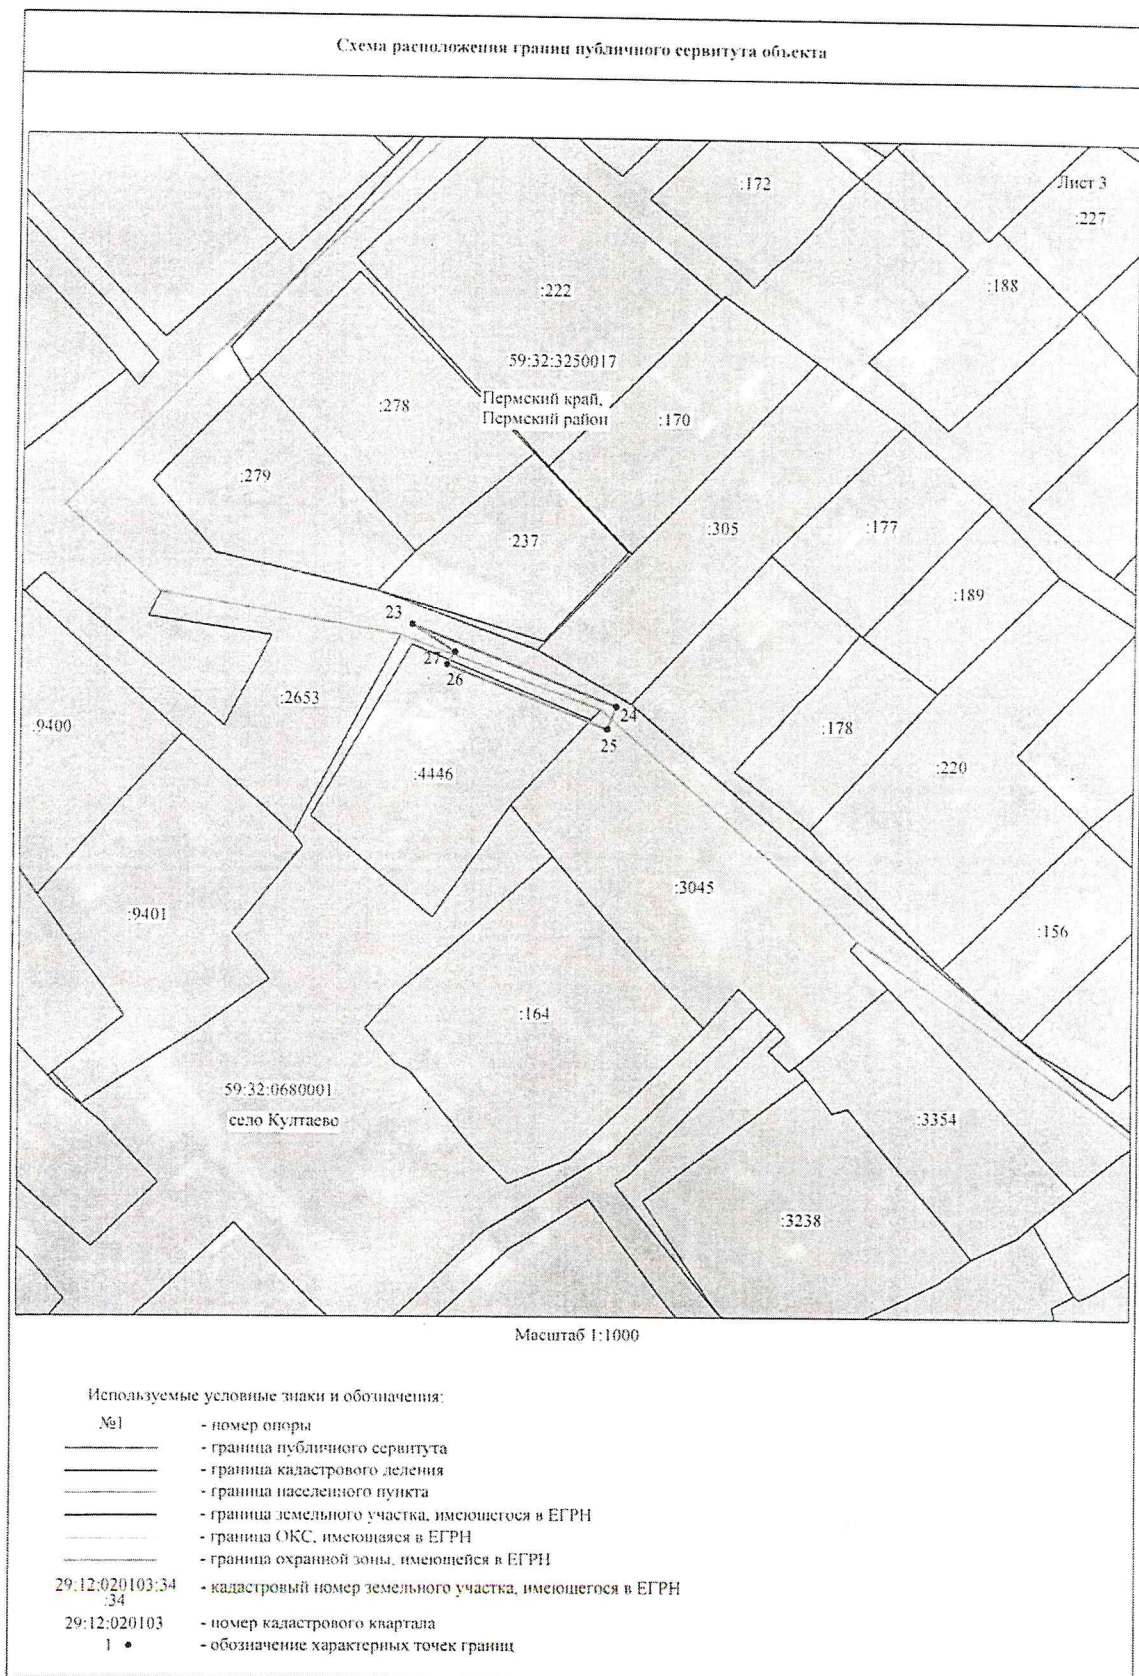 Схема расположения границ публичного сервитута объекта
:172
Лист 3
:227
:222
:188
59:32:3250017
Пермский край,
Пермский район
:278
:170
:279
:237
:305
:177
:189
23
27
26
24
25
:2653
:9400
:178
:4446
:220
:3045
:9401
:156
:164
59:32:0680001
село Култаево
:3354
:3238
Масштаб 1:1000
Используемые условные знаки и обозначения:
№1 - номер опоры
- граница публичного сервитута
- граница кадастрового деления
- граница населенного пункта
- граница земельного участка, имеющегося в ЕГРН
- граница ОКС, имеющаяся в ЕГРН
- граница охранной зоны, имеющейся в ЕГРН
29:12:020103:34 - кадастровый номер земельного участка, имеющегося в ЕГРН
:34
29:12:020103 - номер кадастрового квартала
1 - обозначение характерных точек границ